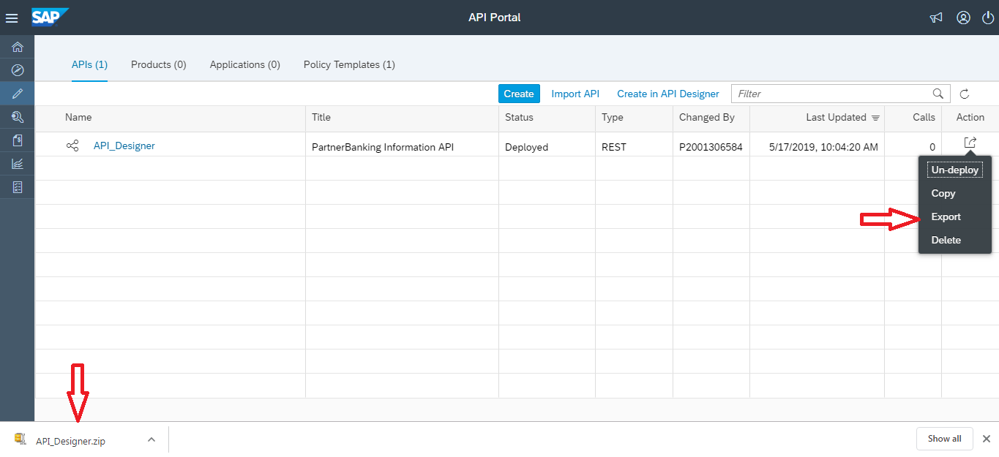 SAP API Portal
APIs (1) Products (0) Applications (0) Policy Templates (1)
Create Import API Create in API Designer Filter
Name Title Status Type Changed By Last Updated Calls Action
API_Designer PartnerBanking Information API Deployed REST P2001306584 5/17/2019, 10:04:20 AM 0
Un-deploy
Copy
Export
Delete
API_Designer.zip Show all